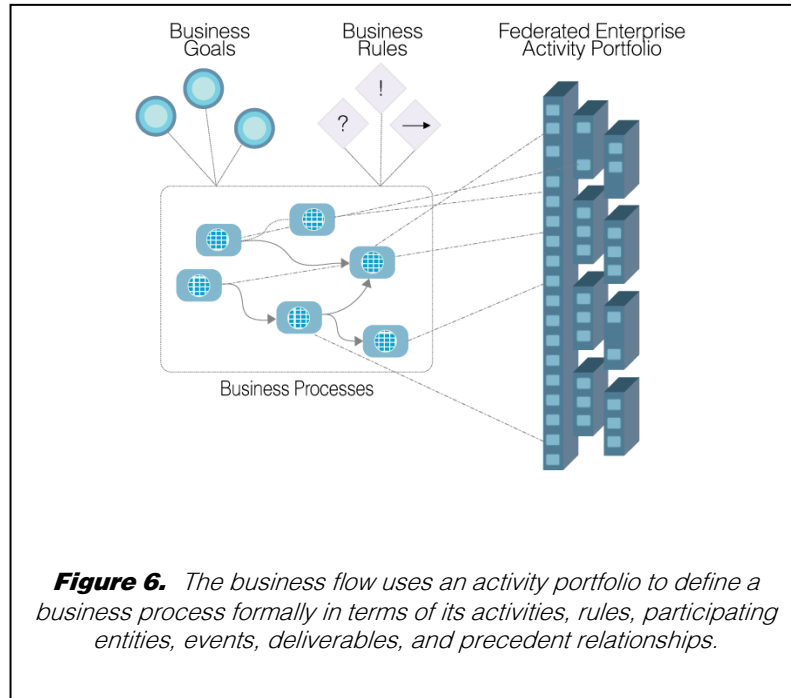 Business
Goals
Business
Rules
Federated Enterprise
Activity Portfolio
?
!
Business Processes
Figure 6. The business flow uses an activity portfolio to define a
business process formally in terms of its activities, rules, participating
entities, events, deliverables, and precedent relationships.